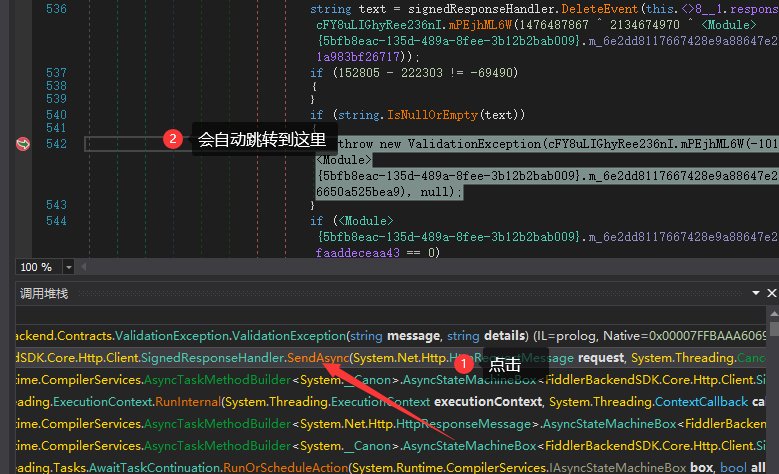 536 string text = signedResponseHandler.DeleteEvent(this.<>8__1.respons
cFY8uLIGhyRee236nI.mPEjhML6W(1476487867 ^ 2134674970 ^ <Module>
{5bfb8eac-135d-489a-8fee-3b12b2bab009}.m_6e2dd8117667428e9a88647e2
1a983bf26717));
537 if (152805 - 222303 != -69490)
538 {
539 }
540 if (string.IsNullOrEmpty(text))
541
542 throw new ValidationException(cFY8uLIGhyRee236nI.mPEjhML6W(-101
2 会自动跳转到这里
<Module>
{5bfb8eac-135d-489a-8fee-3b12b2bab009}.m_6e2dd8117667428e9a88647e2
6650a525bea9), null);
543 }
544 if (<Module>
{5bfb8eac-135d-489a-8fee-3b12b2bab009}.m_6e2dd8117667428e9a88647e2
faaddeceaa43 == 0)
100 %
调用堆栈
ackend.Contracts.ValidationException.ValidationException(string message, string details) (IL=prolog, Native=0x00007FFBAAA6069
dSDK.Core.Http.Client.SignedResponseHandler.SendAsync(System.Net.Http.HttpRequestMessage request, System.Threading.Cance
1 点击
time.CompilerServices.AsyncTaskMethodBuilder<System.__Canon>.AsyncStateMachineBox<FiddlerBackendSDK.Core.Http.Client.Si
reading.ExecutionContext.RunInternal(System.Threading.ExecutionContext executionContext, System.Threading.ContextCallback ca
time.CompilerServices.AsyncTaskMethodBuilder<System.Net.Http.HttpResponseMessage>.AsyncStateMachineBox<FiddlerBackendSD
time.CompilerServices.AsyncTaskMethodBuilder<System.__Canon>.AsyncStateMachineBox<FiddlerBackendSDK.Core.Http.Client.Si
reading.Tasks.AwaitTaskContinuation.RunOrScheduleAction(System.Runtime.CompilerServices.IAsyncStateMachineBox box, bool all